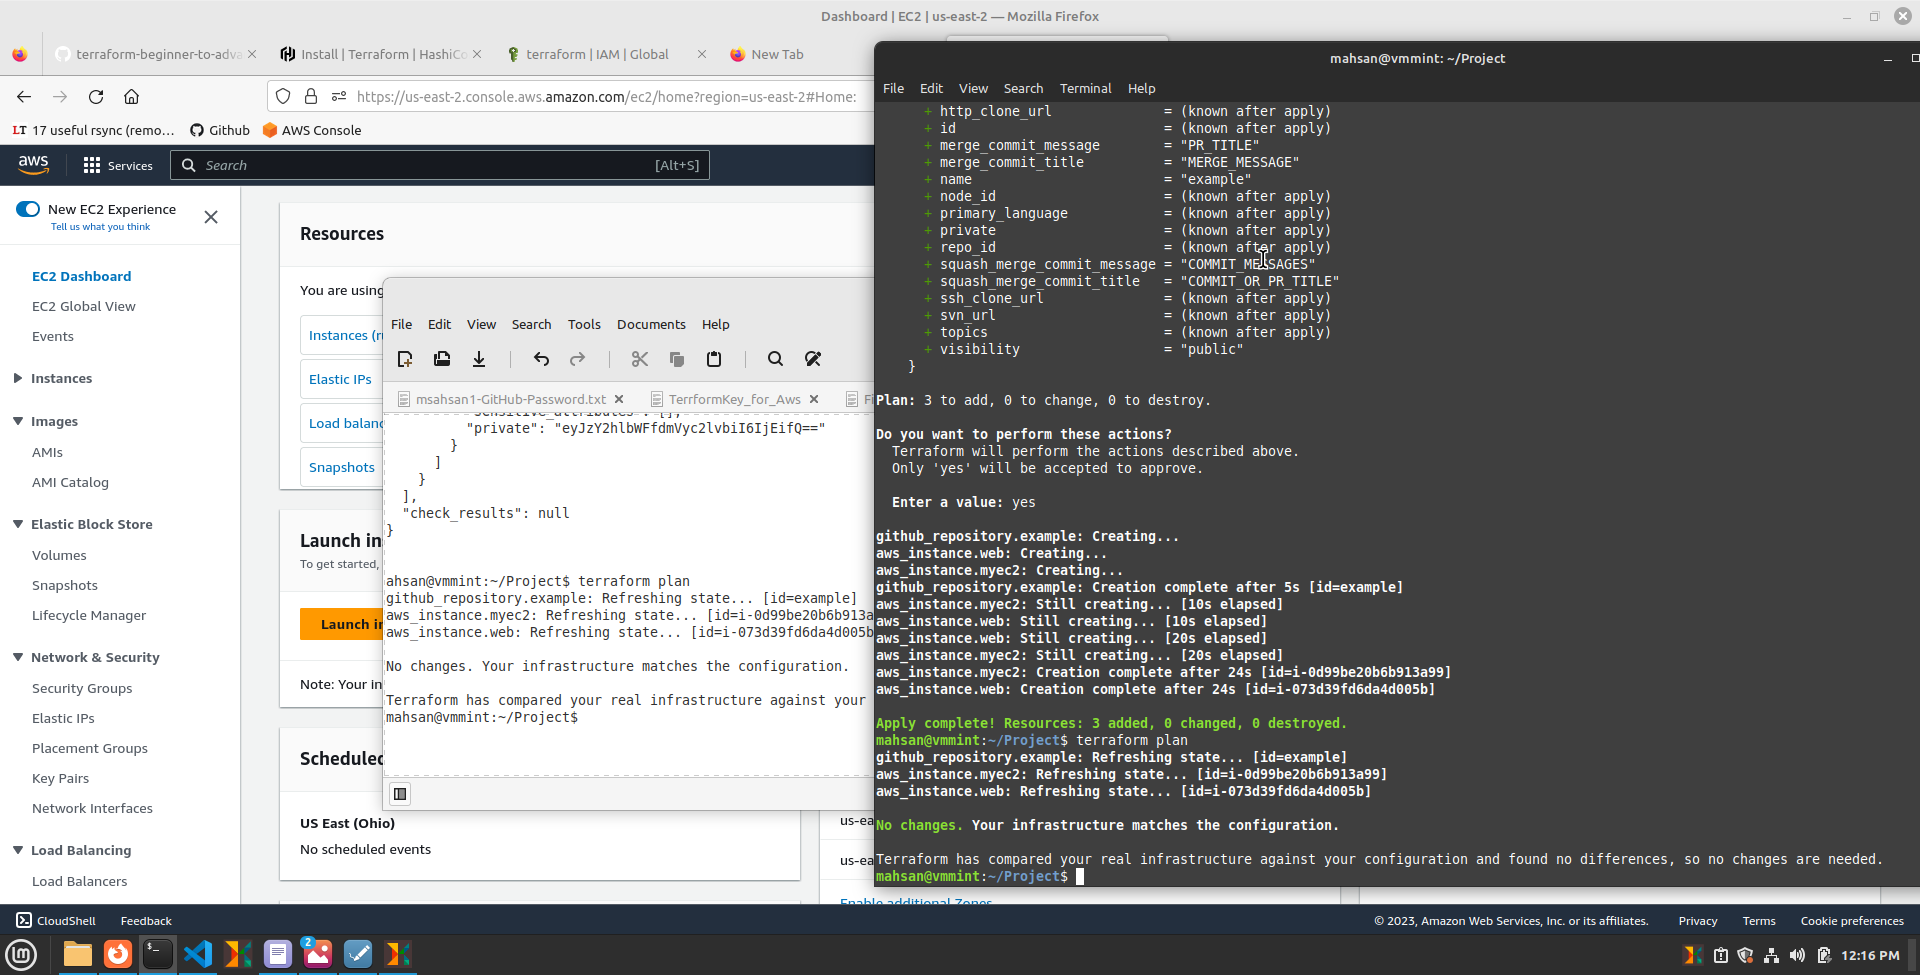 Dashboard | EC2 | us-east-2 — Mozilla Firefox
terraform-beginner-to-adva
Install | Terraform | HashiCo
terraform | IAM | Global
New Tab
https://us-east-2.console.aws.amazon.com/ec2/home?region=us-east-2#Home:
LT 17 useful rsync (remo…
Github
AWS Console
aws
Services
Search
[Alt+S]
New EC2 Experience
Tell us what you think
EC2 Dashboard
EC2 Global View
Events
Instances
Images
AMIs
AMI Catalog
Elastic Block Store
Volumes
Snapshots
Lifecycle Manager
Network & Security
Security Groups
Elastic IPs
Placement Groups
Key Pairs
Network Interfaces
Load Balancing
Load Balancers
Resources
You are using
Instances (ru
Elastic IPs
Load balanc
Snapshots
Launch in
To get started,
Launch in
Note: Your in
Scheduled
US East (Ohio)
No scheduled events
us-ea
us-ea
Enable additional Zones
File Edit View Search Tools Documents Help
msahsan1-GitHub-Password.txt
TerrformKey_for_Aws
Fi
"sensitive_attributes": [],
"private": "eyJzY2hlbWFfdmVyc2lvbiI6IjEifQ=="
}
]
}
],
"check_results": null
}
ahsan@vmmint:~/Project$ terraform plan
github_repository.example: Refreshing state... [id=example]
aws_instance.myec2: Refreshing state... [id=i-0d99be20b6b913a
aws_instance.web: Refreshing state... [id=i-073d39fd6da4d005b
No changes. Your infrastructure matches the configuration.
Terraform has compared your real infrastructure against your
mahsan@vmmint:~/Project$
mahsan@vmmint: ~/Project
File Edit View Search Terminal Help
+ http_clone_url = (known after apply)
+ id = (known after apply)
+ merge_commit_message = "PR_TITLE"
+ merge_commit_title = "MERGE_MESSAGE"
+ name = "example"
+ node_id = (known after apply)
+ primary_language = (known after apply)
+ private = (known after apply)
+ repo_id = (known after apply)
+ squash_merge_commit_message = "COMMIT_MESSAGES"
+ squash_merge_commit_title = "COMMIT_OR_PR_TITLE"
+ ssh_clone_url = (known after apply)
+ svn_url = (known after apply)
+ topics = (known after apply)
+ visibility = "public"
}
Plan: 3 to add, 0 to change, 0 to destroy.
Do you want to perform these actions?
Terraform will perform the actions described above.
Only 'yes' will be accepted to approve.
Enter a value: yes
github_repository.example: Creating...
aws_instance.web: Creating...
aws_instance.myec2: Creating...
github_repository.example: Creation complete after 5s [id=example]
aws_instance.myec2: Still creating... [10s elapsed]
aws_instance.web: Still creating... [10s elapsed]
aws_instance.web: Still creating... [20s elapsed]
aws_instance.myec2: Still creating... [20s elapsed]
aws_instance.myec2: Creation complete after 24s [id=i-0d99be20b6b913a99]
aws_instance.web: Creation complete after 24s [id=i-073d39fd6da4d005b]
Apply complete! Resources: 3 added, 0 changed, 0 destroyed.
mahsan@vmmint:~/Project$ terraform plan
github_repository.example: Refreshing state... [id=example]
aws_instance.myec2: Refreshing state... [id=i-0d99be20b6b913a99]
aws_instance.web: Refreshing state... [id=i-073d39fd6da4d005b]
No changes. Your infrastructure matches the configuration.
Terraform has compared your real infrastructure against your configuration and found no differences, so no changes are needed.
mahsan@vmmint:~/Project$
CloudShell
Feedback
© 2023, Amazon Web Services, Inc. or its affiliates.
Privacy
Terms
Cookie preferences
2
12:16 PM